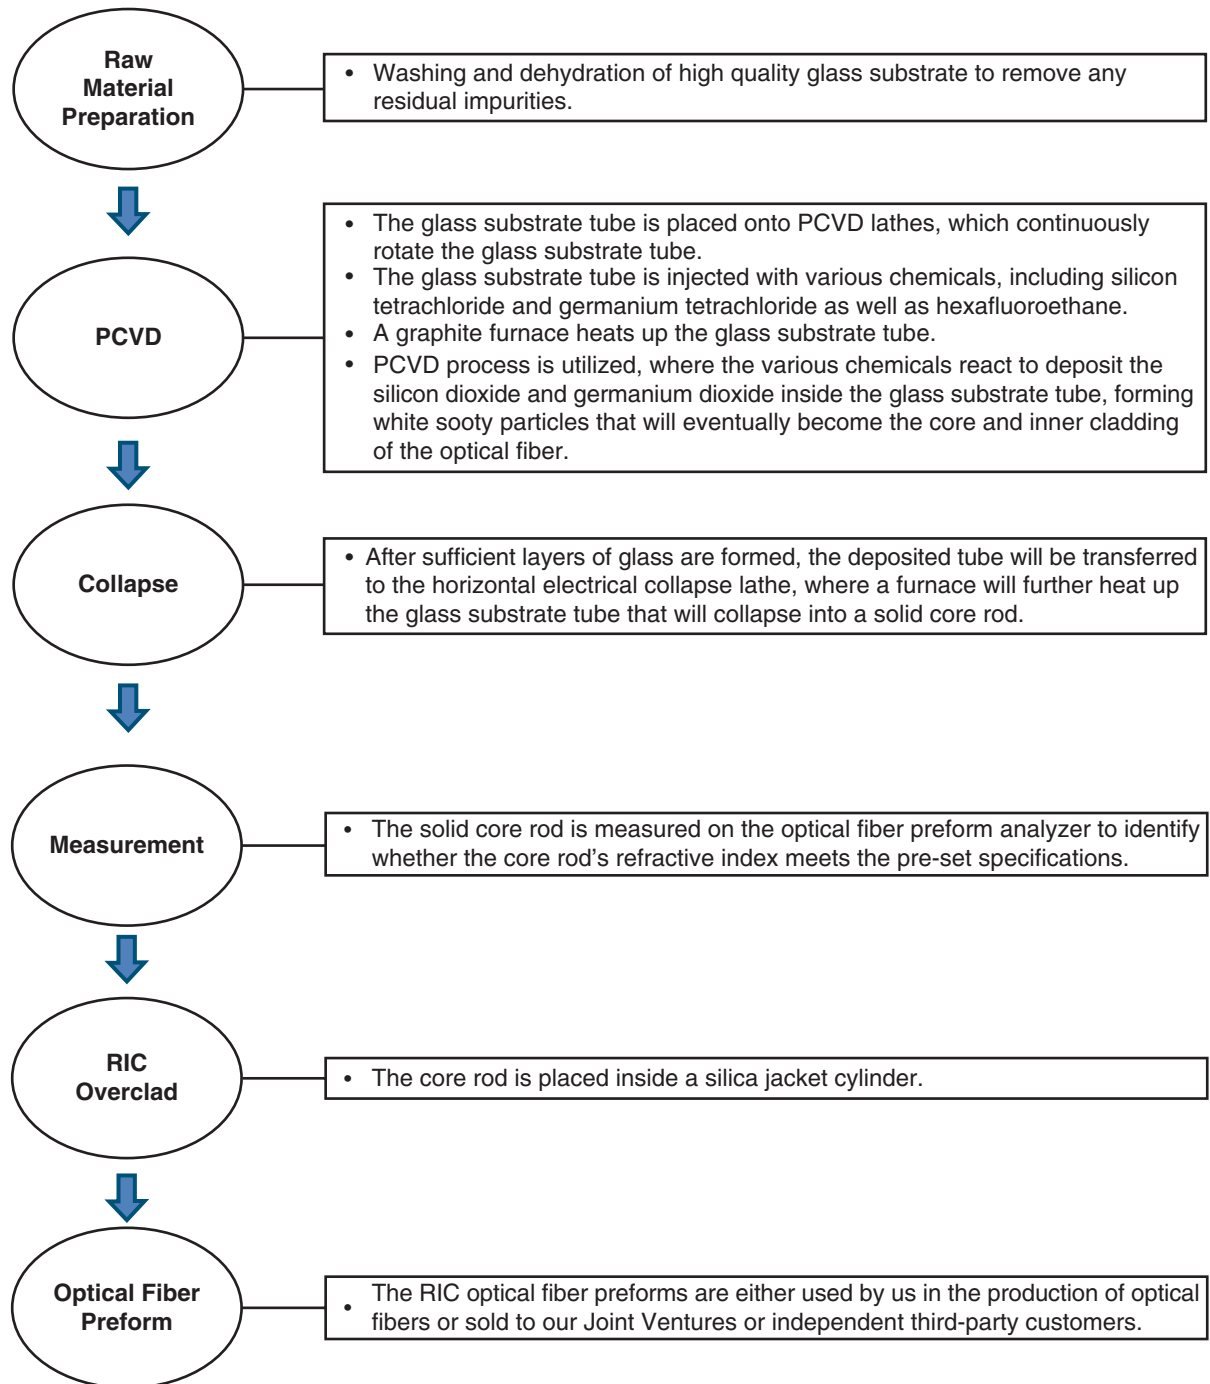 Raw
Material
Preparation
• Washing and dehydration of high quality glass substrate to remove any
residual impurities.
PCVD
• The glass substrate tube is placed onto PCVD lathes, which continuously
rotate the glass substrate tube.
• The glass substrate tube is injected with various chemicals, including silicon
tetrachloride and germanium tetrachloride as well as hexafluoroethane.
• A graphite furnace heats up the glass substrate tube.
• PCVD process is utilized, where the various chemicals react to deposit the
silicon dioxide and germanium dioxide inside the glass substrate tube, forming
white sooty particles that will eventually become the core and inner cladding
of the optical fiber.
Collapse
• After sufficient layers of glass are formed, the deposited tube will be transferred
to the horizontal electrical collapse lathe, where a furnace will further heat up
the glass substrate tube that will collapse into a solid core rod.
Measurement
• The solid core rod is measured on the optical fiber preform analyzer to identify
whether the core rod's refractive index meets the pre-set specifications.
RIC
Overclad
• The core rod is placed inside a silica jacket cylinder.
Optical Fiber
Preform
• The RIC optical fiber preforms are either used by us in the production of optical
fibers or sold to our Joint Ventures or independent third-party customers.